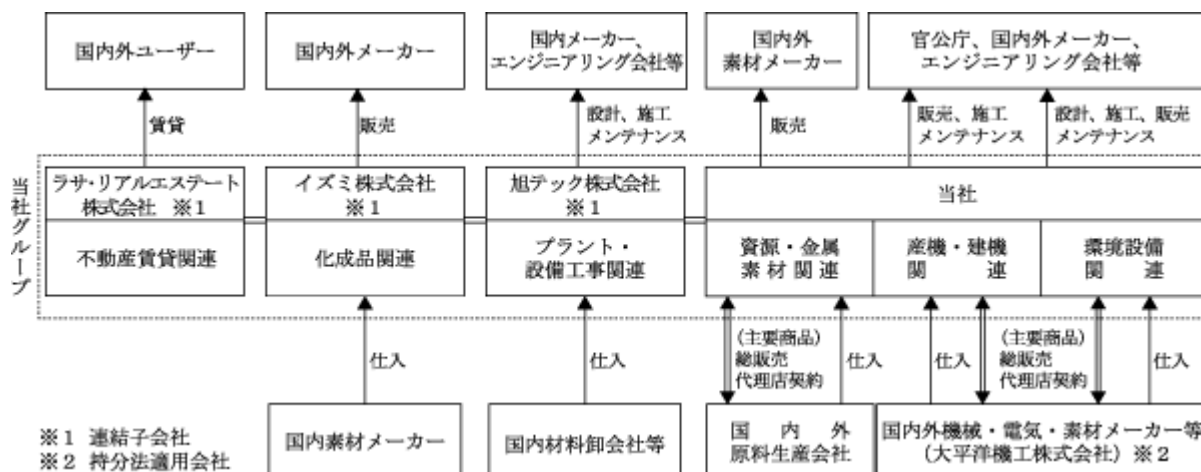 国内外ユーザー
国内外メーカー
国内メーカー、
エンジニアリング会社等
国内外
素材メーカー
官公庁、国内外メーカー、
エンジニアリング会社等
賃貸
販売
設計、施工
メンテナンス
販売
販売、施工
メンテナンス
設計、施工、販売
メンテナンス
当社グループ
ラサ・リアルエステート
株式会社 ※1
イズミ株式会社
※1
旭テック株式会社
※1
当社
不動産賃貸関連
化成品関連
プラント・
設備工事関連
資源・金属
素材関連
産機・建機
関連
環境設備
関連
仕入
仕入
(主要商品)
総販売
代理店契約
仕入
仕入
(主要商品)
総販売
代理店契約
仕入
国内素材メーカー
国内材料卸会社等
国内外
原料生産会社
国内外機械・電気・素材メーカー等
(大平洋機工株式会社)※2
※1 連結子会社
※2 持分法適用会社